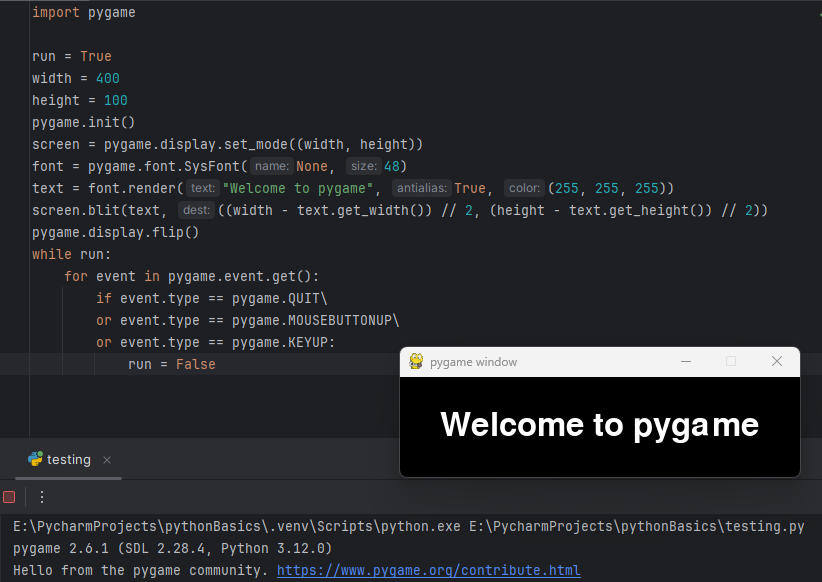 import pygame
run = True
width = 400
height = 100
pygame.init()
screen = pygame.display.set_mode((width, height))
font = pygame.font.SysFont( name: None, size: 48)
text = font.render( text: "Welcome to pygame", antialias: True, color: (255, 255, 255))
screen.blit(text, dest: ((width - text.get_width()) // 2, (height - text.get_height()) // 2))
pygame.display.flip()
while run:
    for event in pygame.event.get():
        if event.type == pygame.QUIT\
        or event.type == pygame.MOUSEBUTTONUP\
        or event.type == pygame.KEYUP:
            run = False
pygame window
Welcome to pygame
testing
E:\PycharmProjects\pythonBasics\.venv\Scripts\python.exe E:\PycharmProjects\pythonBasics\testing.py
pygame 2.6.1 (SDL 2.28.4, Python 3.12.0)
Hello from the pygame community. https://www.pygame.org/contribute.html